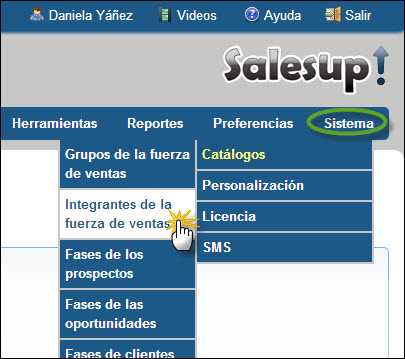 Daniela Yáñez Videos Ayuda Salir
Salesup!
Herramientas Reportes Preferencias Sistema
Grupos de la fuerza
de ventas
Integrantes de la
fuerza de ventas
Fases de los
prospectos
Fases de las
oportunidades
Fases de clientes
Catálogos
Personalización
Licencia
SMS